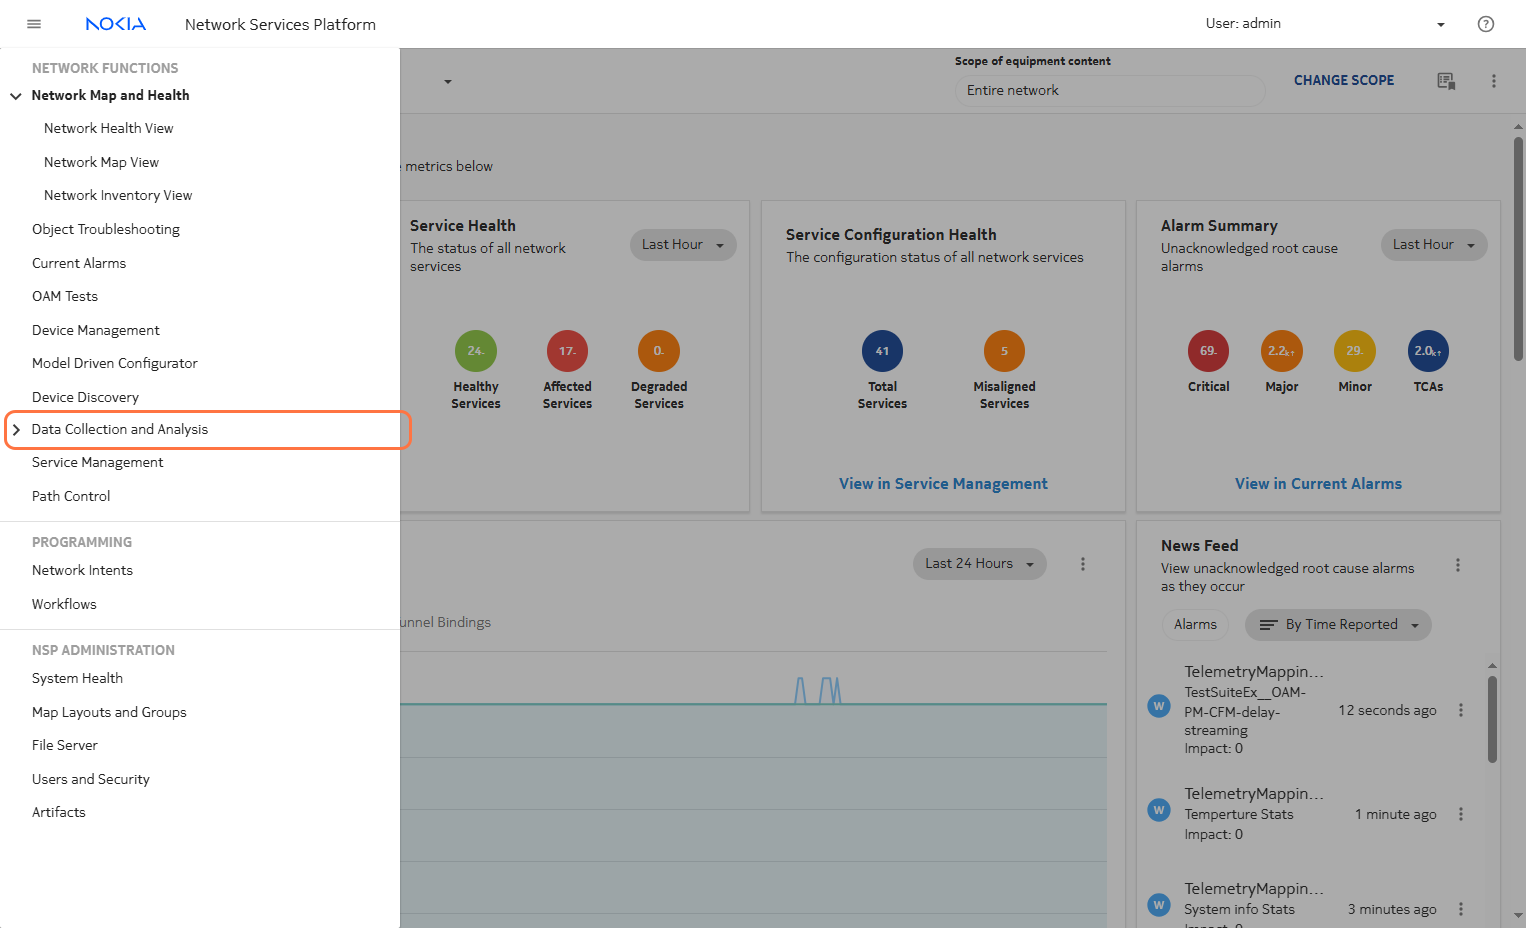 NOKIA Network Services Platform
User: admin
NETWORK FUNCTIONS
Network Map and Health
Network Health View
Network Map View
Network Inventory View
Object Troubleshooting
Current Alarms
OAM Tests
Device Management
Model Driven Configurator
Device Discovery
Data Collection and Analysis
Service Management
Path Control
PROGRAMMING
Network Intents
Workflows
NSP ADMINISTRATION
System Health
Map Layouts and Groups
File Server
Users and Security
Artifacts
Scope of equipment content
Entire network
CHANGE SCOPE
metrics below
Service Health
The status of all network
services
Last Hour
24-
Healthy
Services
17-
Affected
Services
0-
Degraded
Services
Service Configuration Health
The configuration status of all network services
41
Total
Services
5
Misaligned
Services
View in Service Management
Alarm Summary
Unacknowledged root cause
alarms
Last Hour
69-
Critical
2.2k↑
Major
29-
Minor
2.0k↑
TCAs
View in Current Alarms
Last 24 Hours
unnel Bindings
News Feed
View unacknowledged root cause alarms
as they occur
Alarms
By Time Reported
W
TelemetryMappin...
TestSuiteEx__OAM-
PM-CFM-delay-
streaming
Impact: 0
12 seconds ago
W
TelemetryMappin...
Temperture Stats
Impact: 0
1 minute ago
W
TelemetryMappin...
System info Stats
Impact: 0
3 minutes ago